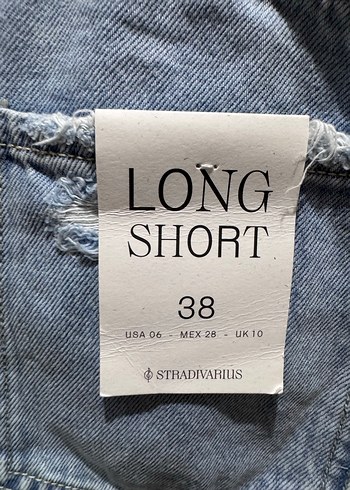 LONG
SHORT
38
USA 06 - MEX 28 - UK 10
STRADIVARIUS